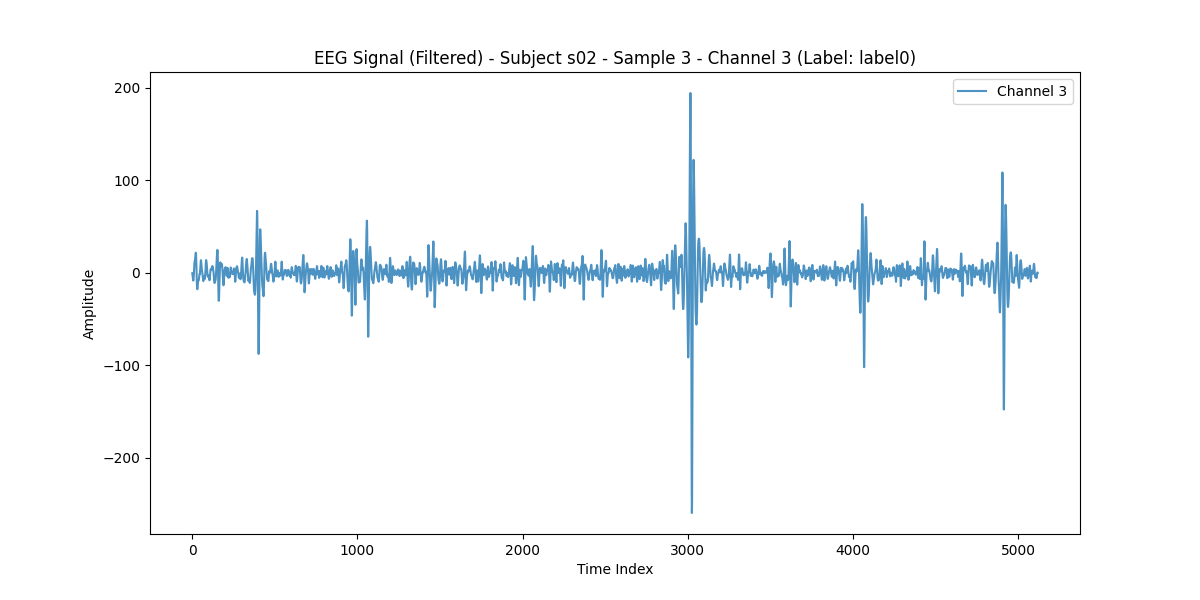 EEG Signal (Filtered) - Subject s02 - Sample 3 - Channel 3 (Label: label0)
Channel 3
200
100
0
−100
−200
Amplitude
0 1000 2000 3000 4000 5000
Time Index